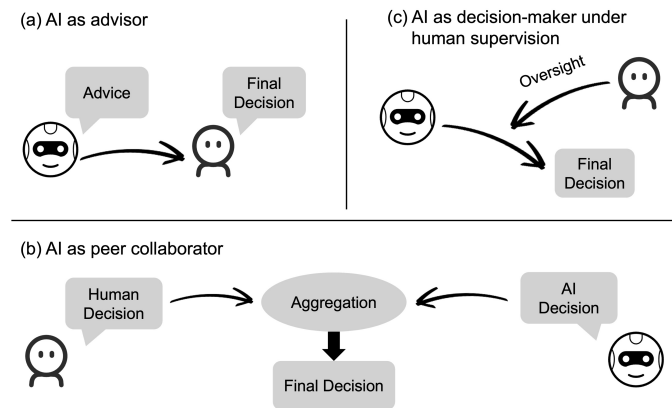 (a) AI as advisor
Advice
Final
Decision
(c) AI as decision-maker under
human supervision
Oversight
Final
Decision
(b) AI as peer collaborator
Human
Decision
Aggregation
AI
Decision
Final Decision